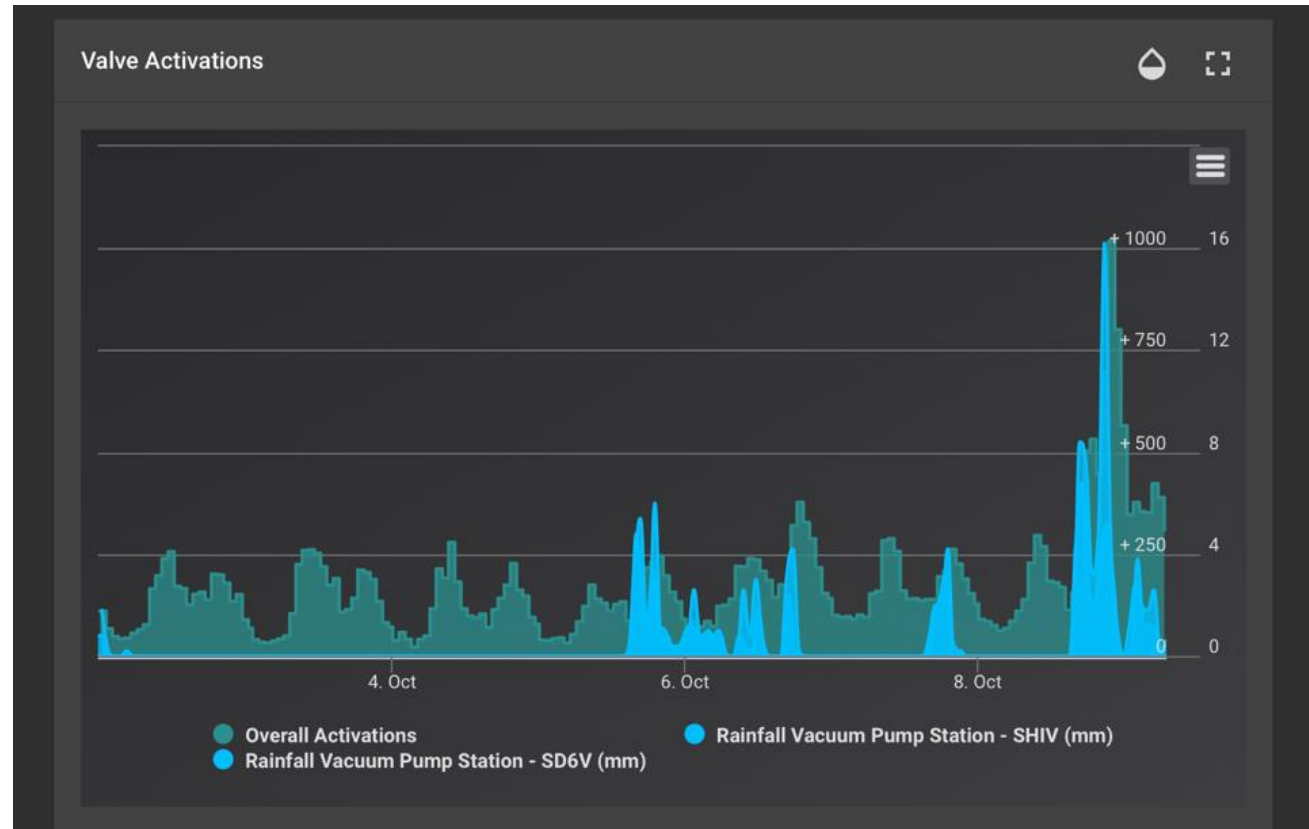 Valve Activations
+ 1000 16
+ 750 12
+ 500 8
+ 250 4
0 0
4. Oct 6. Oct 8. Oct
Overall Activations
Rainfall Vacuum Pump Station - SHIV (mm)
Rainfall Vacuum Pump Station - SD6V (mm)